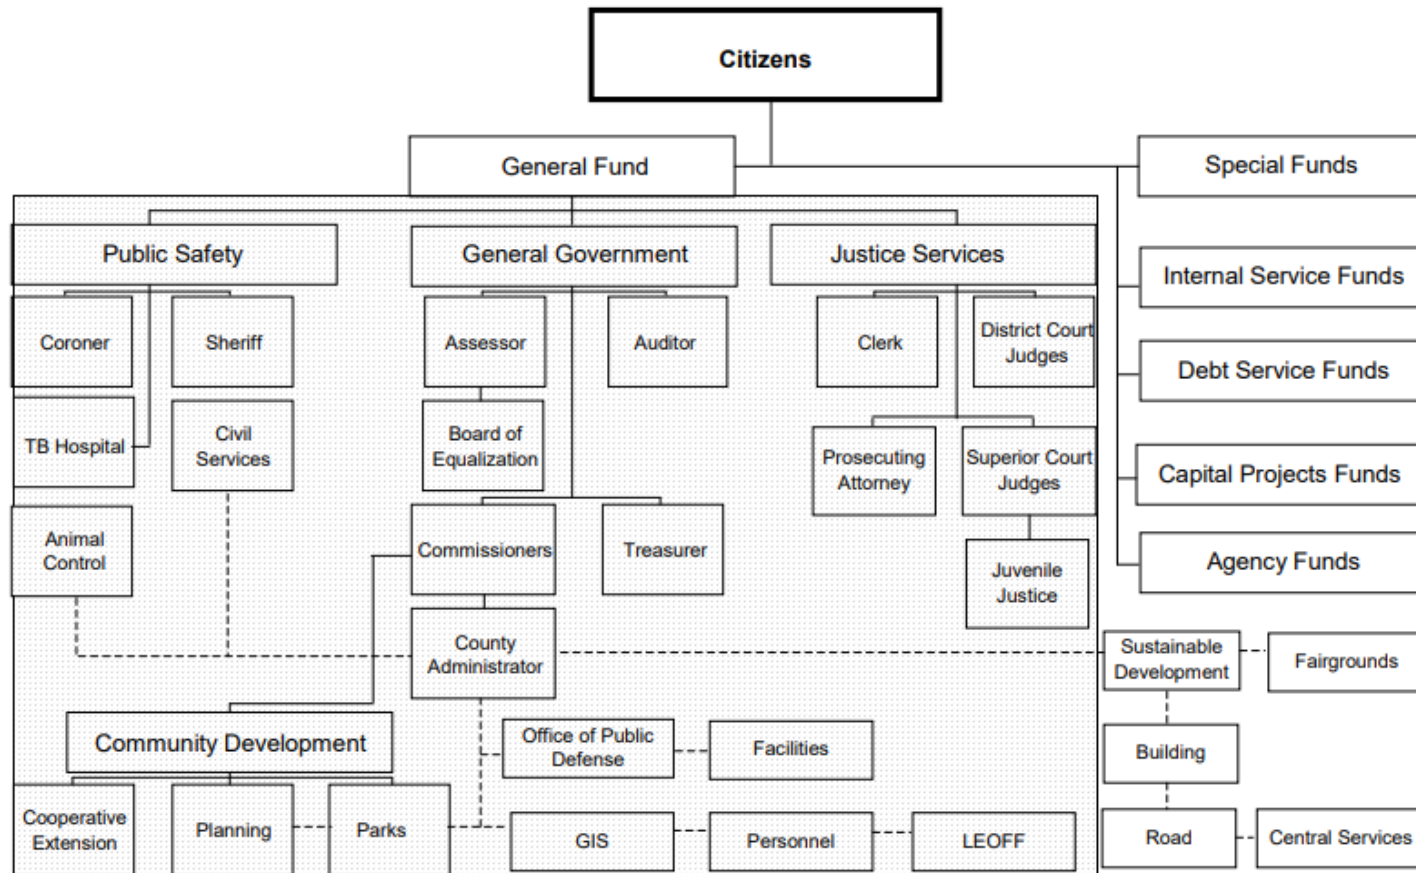 Citizens
General Fund
Special Funds
Public Safety
General Government
Justice Services
Internal Service Funds
Coroner
Sheriff
Assessor
Auditor
Clerk
District Court
Judges
Debt Service Funds
TB Hospital
Civil
Services
Board of
Equalization
Prosecuting
Attorney
Superior Court
Judges
Capital Projects Funds
Animal
Control
Commissioners
Treasurer
Juvenile
Justice
Agency Funds
County
Administrator
Sustainable
Development
Fairgrounds
Community Development
Office of Public
Defense
Facilities
Building
Cooperative
Extension
Planning
Parks
GIS
Personnel
LEOFF
Road
Central Services